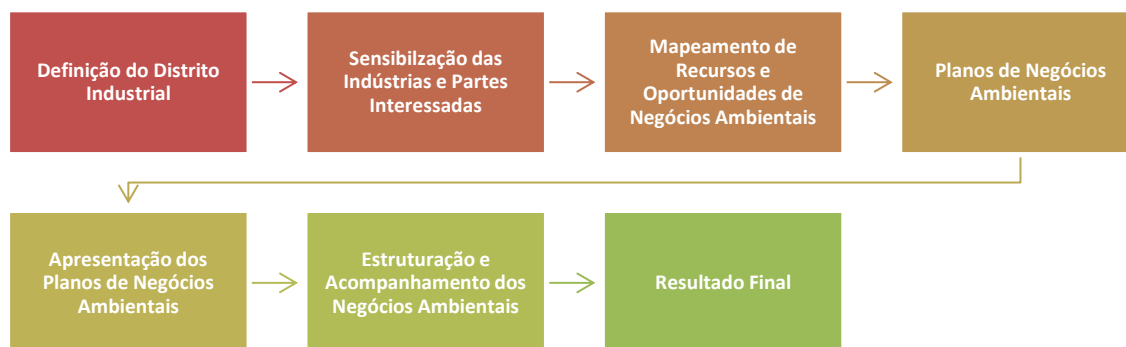 Definição do Distrito
Industrial
Sensibilzação das
Indústrias e Partes
Interessadas
Mapeamento de
Recursos e
Oportunidades de
Negócios Ambientais
Planos de Negócios
Ambientais
Apresentação dos
Planos de Negócios
Ambientais
Estruturação e
Acompanhamento dos
Negócios Ambientais
Resultado Final